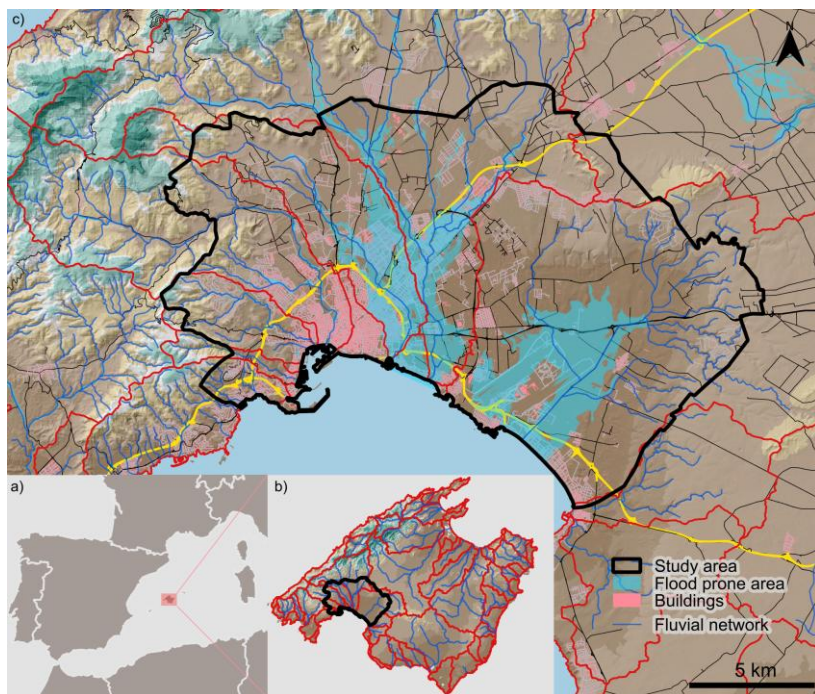 c)
N
a)
b)
Study area
Flood prone area
Buildings
Fluvial network
5 km